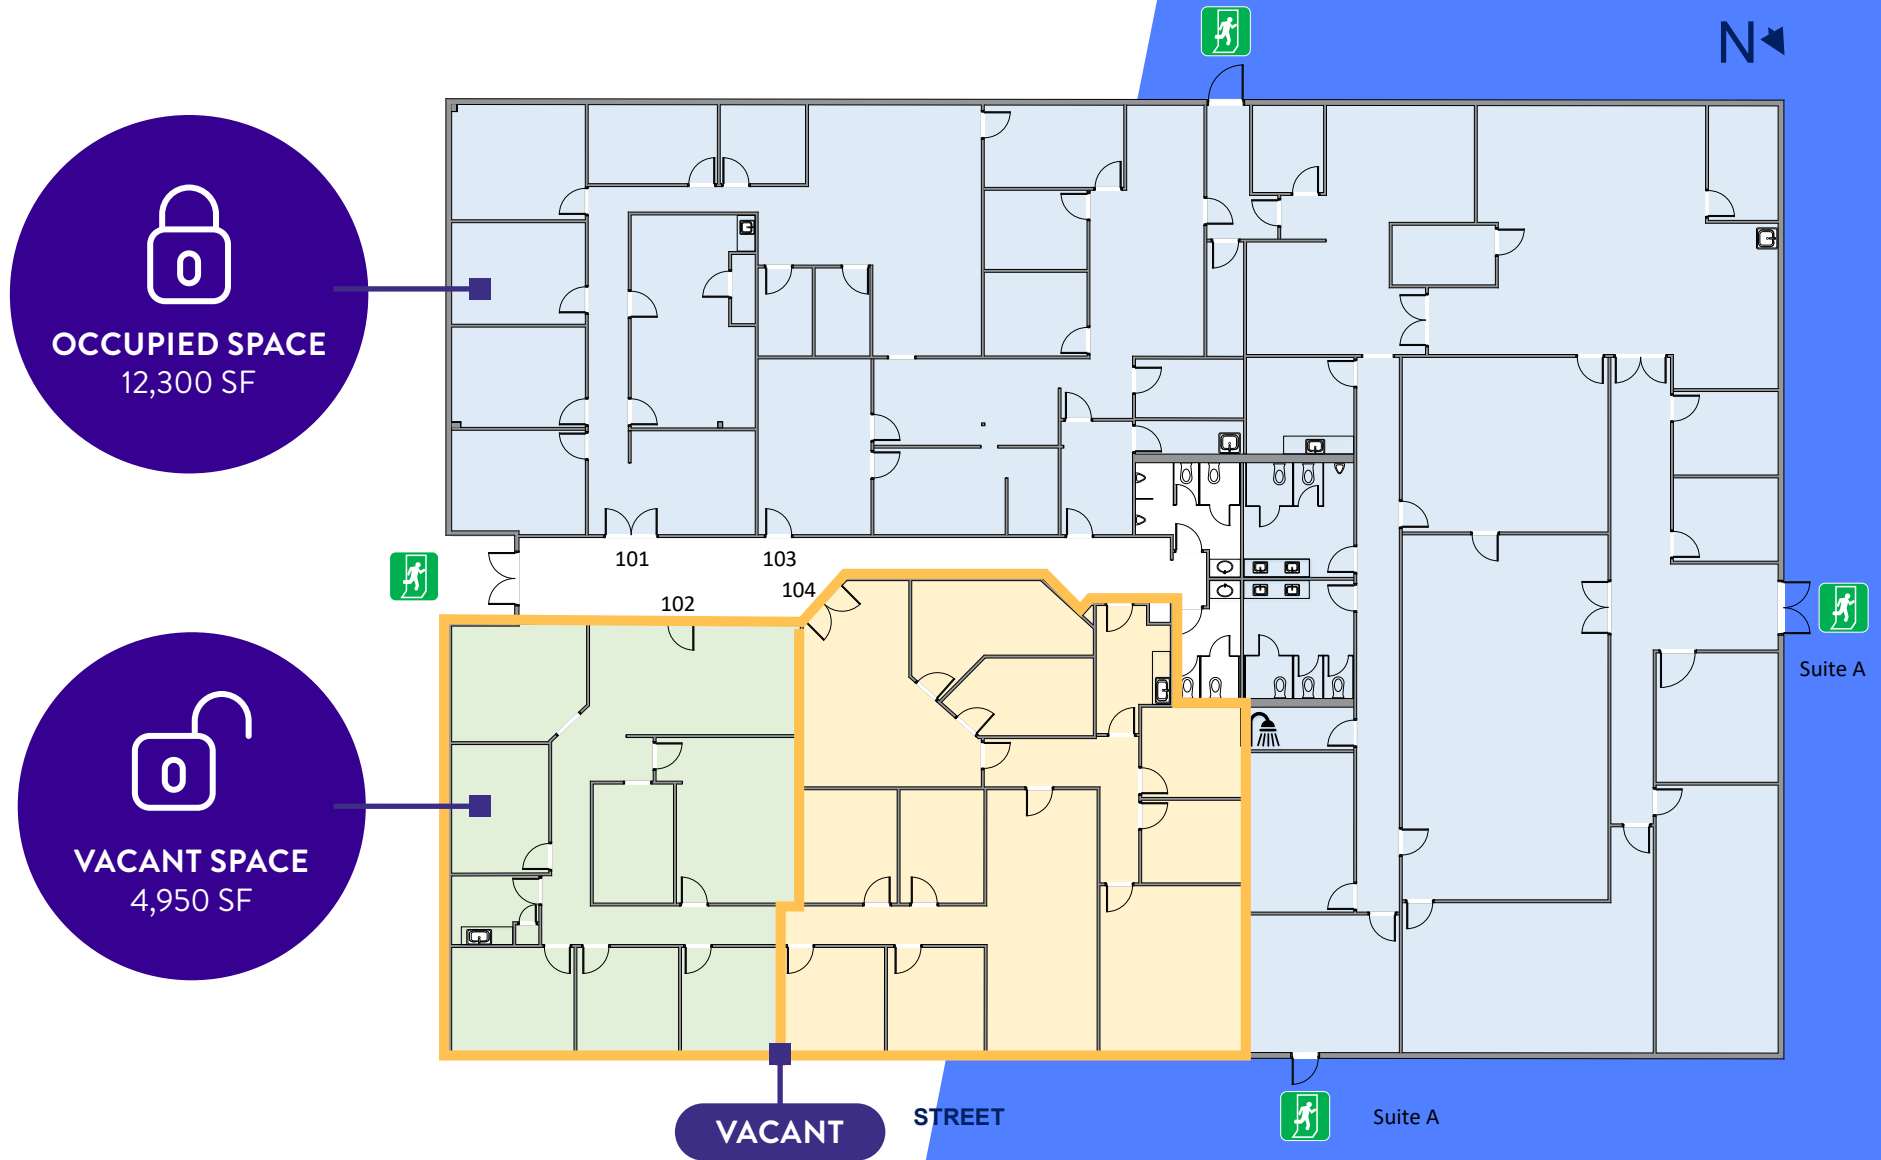 N
OCCUPIED SPACE
12,300 SF
101
103
104
102
Suite A
VACANT SPACE
4,950 SF
VACANT
STREET
Suite A